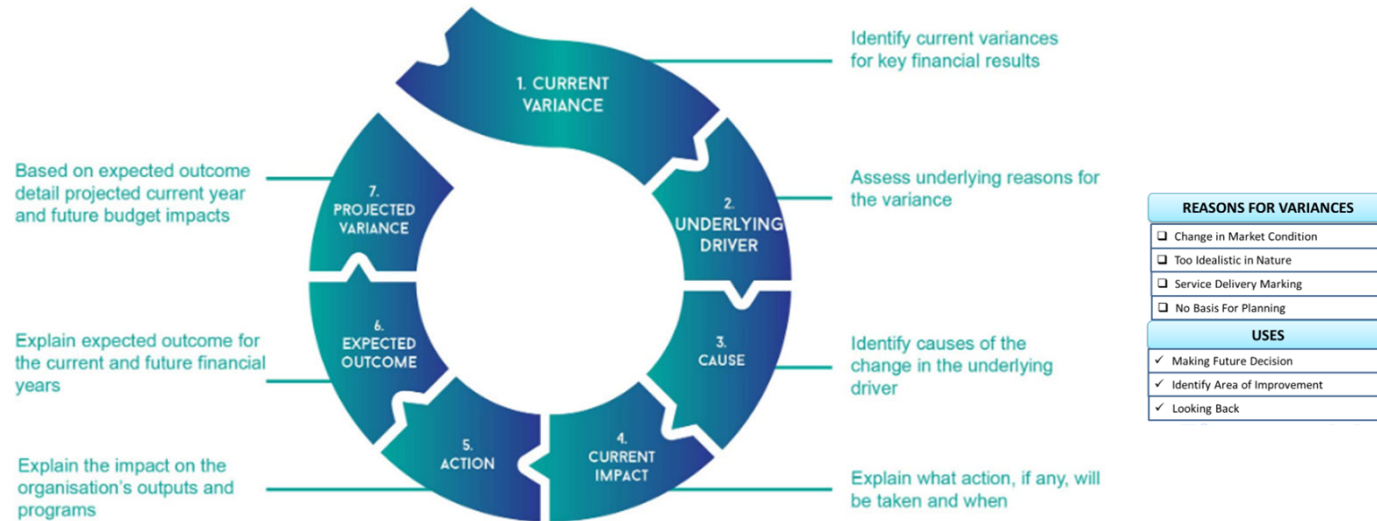 1. CURRENT
VARIANCE
Identify current variances
for key financial results
2.
UNDERLYING
DRIVER
Assess underlying reasons for
the variance
3.
CAUSE
Identify causes of the
change in the underlying
driver
4.
CURRENT
IMPACT
Explain what action, if any, will
be taken and when
5.
ACTION
Explain the impact on the
organisation's outputs and
programs
6.
EXPECTED
OUTCOME
Explain expected outcome for
the current and future financial
years
7.
PROJECTED
VARIANCE
Based on expected outcome
detail projected current year
and future budget impacts
REASONS FOR VARIANCES
Change in Market Condition
Too Idealistic in Nature
Service Delivery Marking
No Basis For Planning
USES
Making Future Decision
Identify Area of Improvement
Looking Back